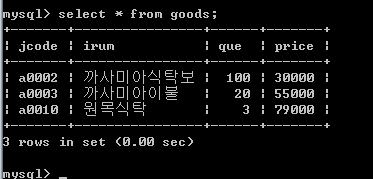 mysql> select * from goods;
+-------+--------------+------+-------+
| jcode | irum         | que  | price |
+-------+--------------+------+-------+
| a0002 | 까사미아식탁보 |  100 | 30000 |
| a0003 | 까사미아이불 |   20 | 55000 |
| a0010 | 원목식탁     |    3 | 79000 |
+-------+--------------+------+-------+
3 rows in set (0.00 sec)
mysql> _